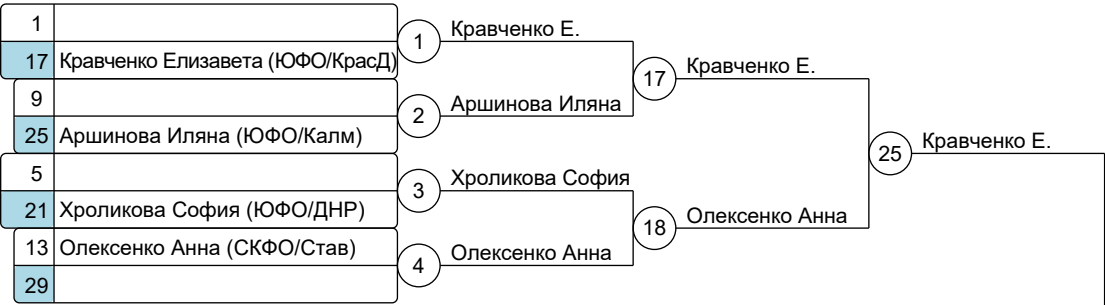 1
17 Кравченко Елизавета (ЮФО/КрасД)
9
25 Аршинова Иляна (ЮФО/Калм)
5
21 Хроликова София (ЮФО/ДНР)
13 Олексенко Анна (СКФО/Став)
29
1 Кравченко Е.
2 Аршинова Иляна
3 Хроликова София
4 Олексенко Анна
17 Кравченко Е.
18 Олексенко Анна
25 Кравченко Е.